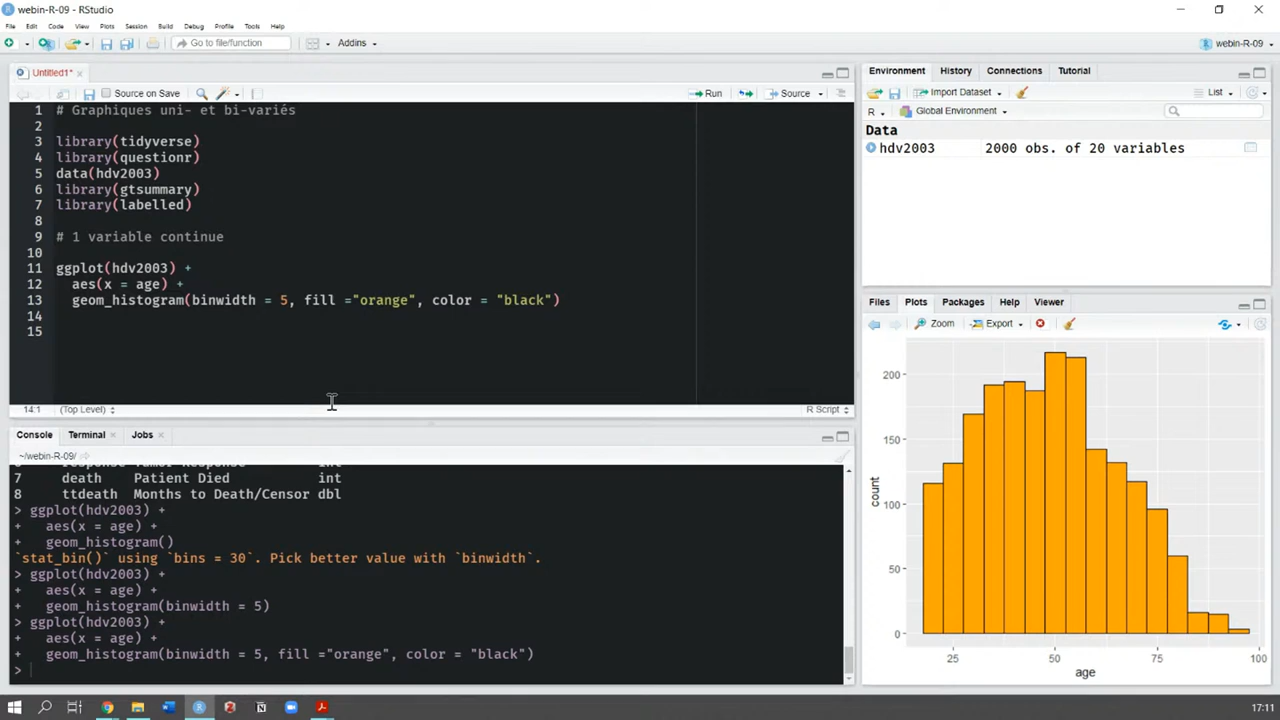 webin-R-09 - RStudio
File Edit Code View Plots Session Build Debug Profile Tools Help
Go to file/function Addins webin-R-09
Untitled1*
Source on Save Run Source
1 # Graphiques uni- et bi-variés
2
3 library(tidyverse)
4 library(questionr)
5 data(hdv2003)
6 library(gtsummary)
7 library(labelled)
8
9 # 1 variable continue
10
11 ggplot(hdv2003) +
12 aes(x = age) +
13 geom_histogram(binwidth = 5, fill ="orange", color = "black")
14
15
14:1 (Top Level) R Script
Console Terminal Jobs
~/webin-R-09/
7 death Patient Died int
8 ttdeath Months to Death/Censor dbl
> ggplot(hdv2003) +
+ aes(x = age) +
+ geom_histogram()
`stat_bin()` using `bins = 30`. Pick better value with `binwidth`.
> ggplot(hdv2003) +
+ aes(x = age) +
+ geom_histogram(binwidth = 5)
> ggplot(hdv2003) +
+ aes(x = age) +
+ geom_histogram(binwidth = 5, fill ="orange", color = "black")
>
Environment History Connections Tutorial
Import Dataset List
R Global Environment
Data
hdv2003 2000 obs. of 20 variables
Files Plots Packages Help Viewer
Zoom Export
200
150
100
50
0
count
25 50 75 100
age
17:11